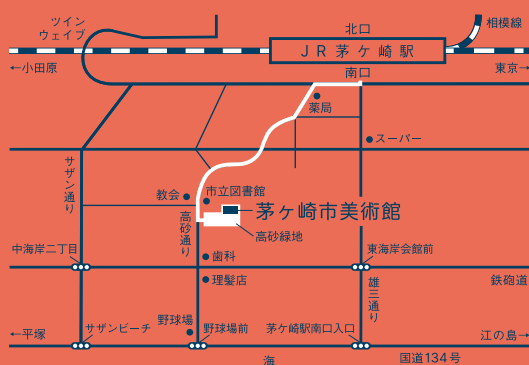 ツイン
ウェイブ
北口
相模線
JR茅ヶ崎駅
←小田原
南口
東京→
薬局
スーパー
サザン通り
教会
市立図書館
高砂通り
茅ヶ崎市美術館
高砂緑地
中海岸二丁目
歯科
東海岸会館前
理髪店
雄三通り
鉄砲道
野球場
←平塚
サザンビーチ
野球場前
茅ヶ崎駅南口入口
江の島→
海
国道134号